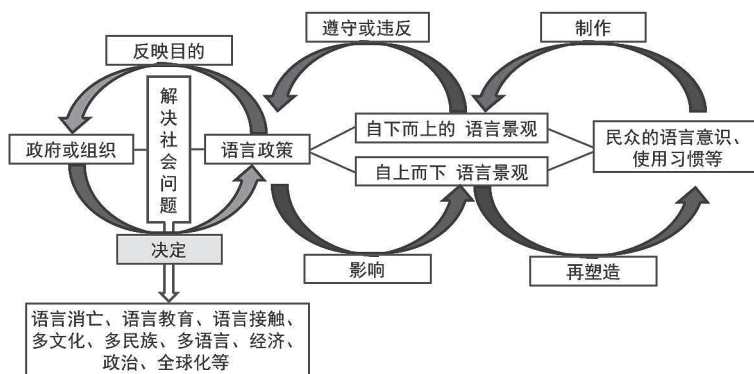 遵守或违反
制作
反映目的
解决社会问题
政府或组织
语言政策
自下而上的 语言景观
自上而下 语言景观
民众的语言意识、
使用习惯等
决定
影响
再塑造
语言消亡、语言教育、语言接触、
多文化、多民族、多语言、经济、
政治、全球化等